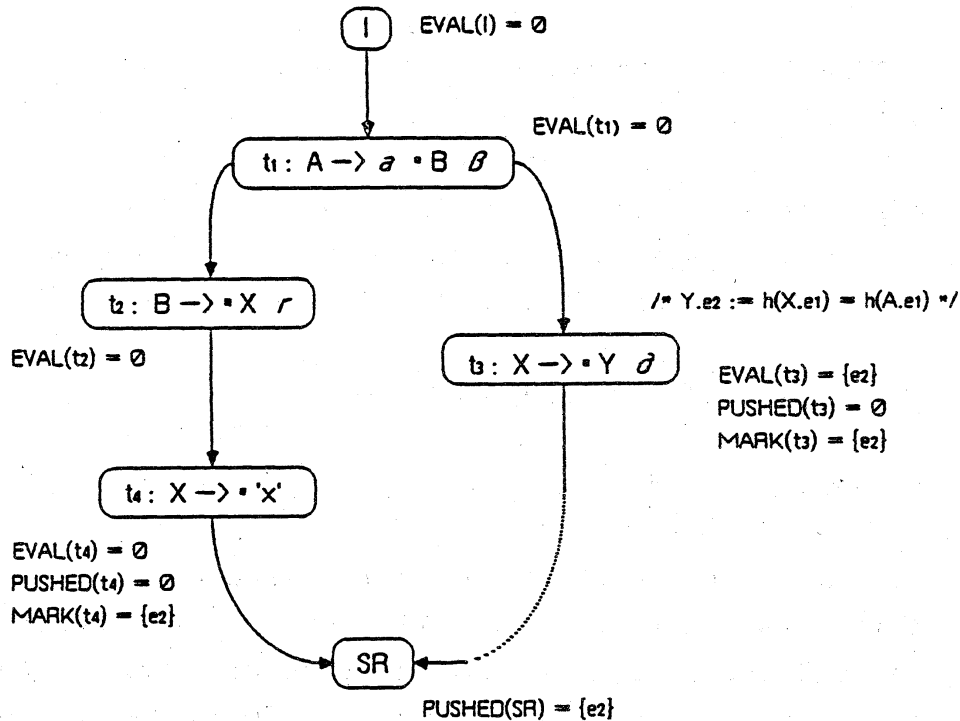 I EVAL(I) = Ø
EVAL(t1) = Ø
t1 : A —> a · B β
t2 : B —> · X r
/* Y.e2 := h(X.e1) = h(A.e1) */
EVAL(t2) = Ø
t3 : X —> · Y ∂
EVAL(t3) = {e2}
PUSHED(t3) = Ø
MARK(t3) = {e2}
t4 : X —> · 'x'
EVAL(t4) = Ø
PUSHED(t4) = Ø
MARK(t4) = {e2}
SR
PUSHED(SR) = {e2}